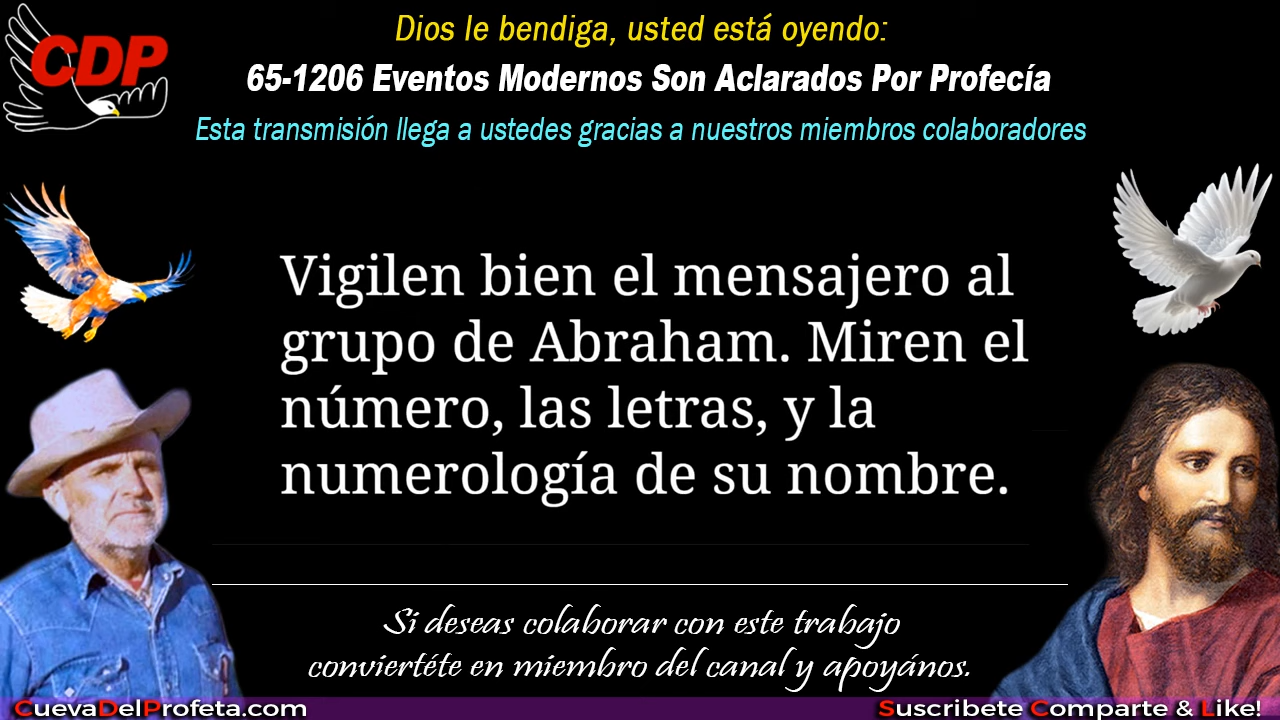 CDP
Dios le bendiga, usted está oyendo:
65-1206 Eventos Modernos Son Aclarados Por Profecía
Esta transmisión llega a ustedes gracias a nuestros miembros colaboradores
Vigilen bien el mensajero al
grupo de Abraham. Miren el
número, las letras, y la
numerología de su nombre.
Si deseas colaborar con este trabajo
conviertéte en miembro del canal y apoyános.
CuevaDelProfeta.com
Suscribete Comparte & Like!